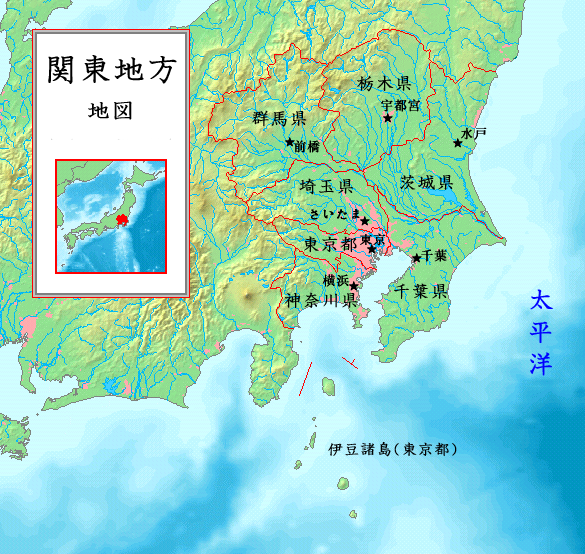 関東地方
地図
栃木県
宇都宮
群馬県
前橋
水戸
茨城県
埼玉県
さいたま
東京都
東京
千葉
横浜
神奈川県
千葉県
太平洋
伊豆諸島(東京都)